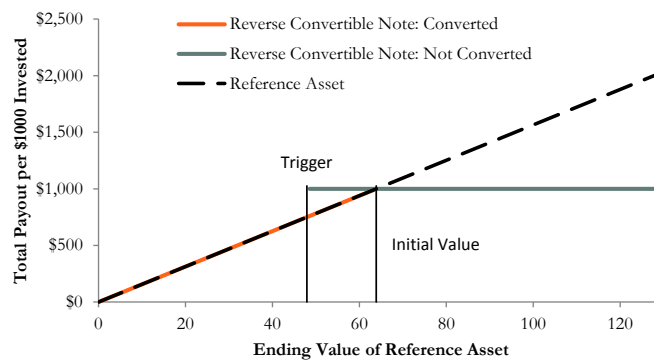 $2,500
$2,000
$1,500
$1,000
$500
$0
Total Payout per $1000 Invested
Reverse Convertible Note: Converted
Reverse Convertible Note: Not Converted
Reference Asset
Trigger
Initial Value
0 20 40 60 80 100 120
Ending Value of Reference Asset